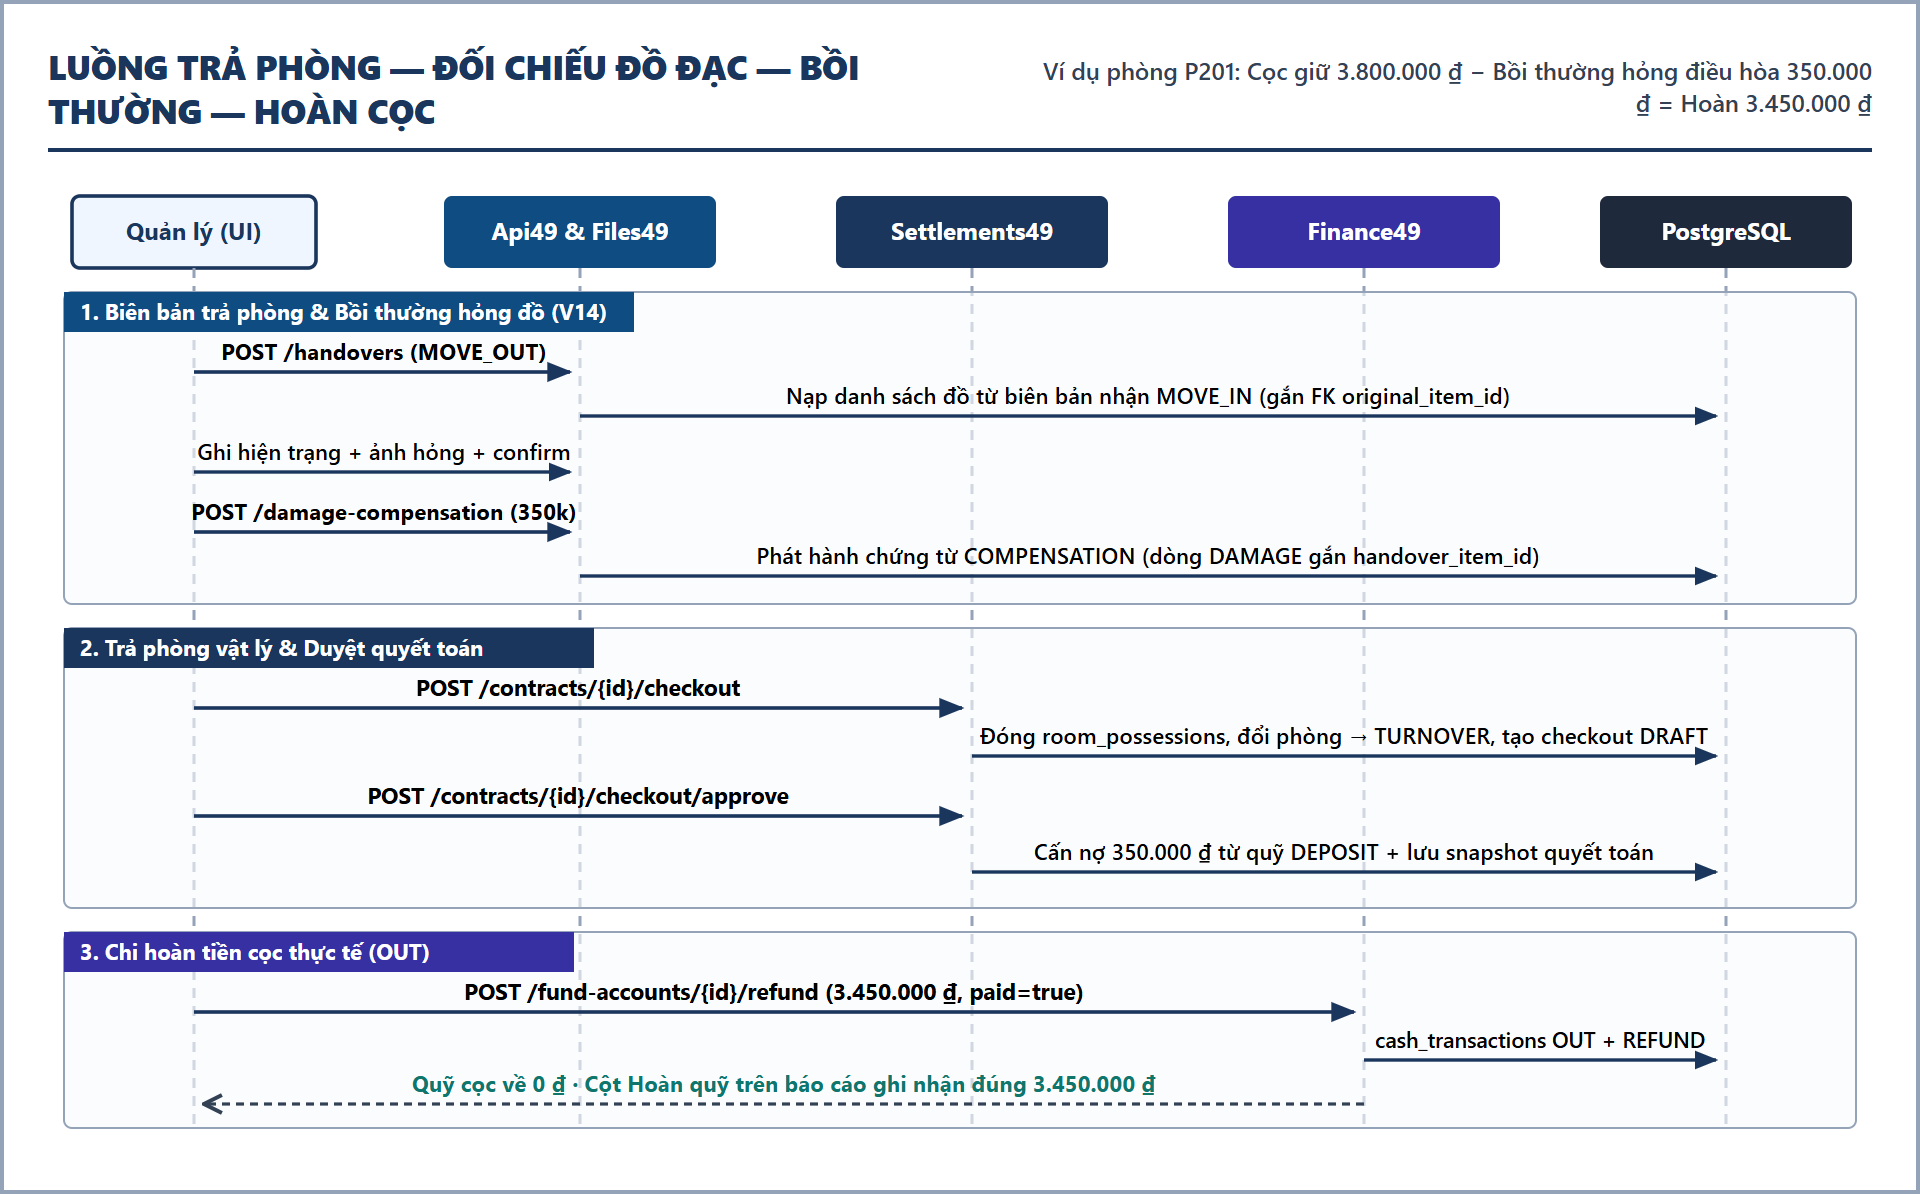 LUỒNG TRẢ PHÒNG — ĐỐI CHIẾU ĐỒ ĐẠC — BỒI
THƯỜNG — HOÀN CỌC
Ví dụ phòng P201: Cọc giữ 3.800.000 ₫ − Bồi thường hỏng điều hòa 350.000
₫ = Hoàn 3.450.000 ₫
Quản lý (UI)
Api49 & Files49
Settlements49
Finance49
PostgreSQL
1. Biên bản trả phòng & Bồi thường hỏng đồ (V14)
POST /handovers (MOVE_OUT)
Nạp danh sách đồ từ biên bản nhận MOVE_IN (gắn FK original_item_id)
Ghi hiện trạng + ảnh hỏng + confirm
POST /damage-compensation (350k)
Phát hành chứng từ COMPENSATION (dòng DAMAGE gắn handover_item_id)
2. Trả phòng vật lý & Duyệt quyết toán
POST /contracts/{id}/checkout
Đóng room_possessions, đổi phòng → TURNOVER, tạo checkout DRAFT
POST /contracts/{id}/checkout/approve
Cấn nợ 350.000 ₫ từ quỹ DEPOSIT + lưu snapshot quyết toán
3. Chi hoàn tiền cọc thực tế (OUT)
POST /fund-accounts/{id}/refund (3.450.000 ₫, paid=true)
cash_transactions OUT + REFUND
Quỹ cọc về 0 ₫ · Cột Hoàn quỹ trên báo cáo ghi nhận đúng 3.450.000 ₫